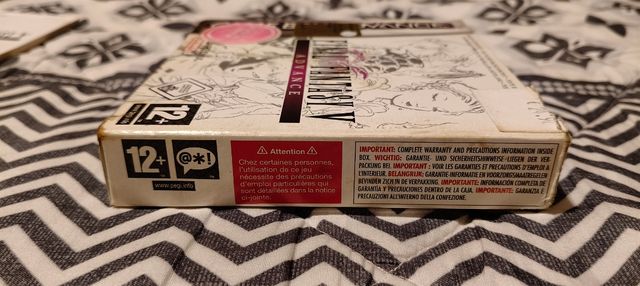 FINAL FANTASY V
ADVANCE
12+
12+
www.pegi.info
@*!
⚠ Attention ⚠
Chez certaines personnes,
l'utilisation de ce jeu
nécessite des précautions
d'emploi particulières qui
sont détaillées dans la notice
ci-jointe.
IMPORTANT: COMPLETE WARRANTY AND PRECAUTIONS INFORMATION INSIDE
BOX. WICHTIG: GARANTIE- UND SICHERHEITSHINWEISE-LIEGEN DER VER-
PACKUNG BEI. IMPORTANT : VOIR LES GARANTIES ET PRECAUTIONS D'EMPLOI A
L'INTERIEUR. BELANGRIJK: GARANTIE INFORMATIE EN VOORZORGSMAATREGELEN
BEVINDEN ZICH IN DE VERPAKKING. IMPORTANTE: INFORMACIÓN COMPLETA DE
GARANTÍA Y PRECAUCIONES DENTRO DE LA CAJA. IMPORTANTE: GARANZIA E
PRECAUZIONI ALL'INTERNO DELLA CONFEZIONE.